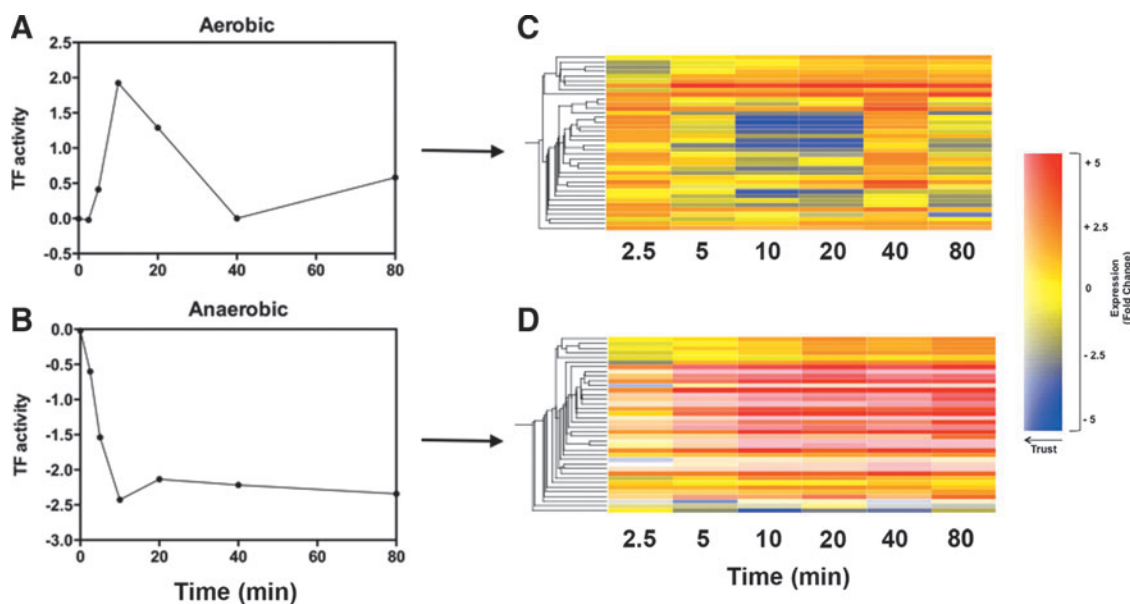 A
Aerobic
2.5
2.0
1.5
1.0
0.5
0.0
-0.5
TF activity
0 20 40 60 80
C
2.5 5 10 20 40 80
+ 5
+ 2.5
0
- 2.5
- 5
Expression
(Fold Change)
Trust
B
Anaerobic
0.0
-0.5
-1.0
-1.5
-2.0
-2.5
-3.0
TF activity
0 20 40 60 80
Time (min)
D
2.5 5 10 20 40 80
Time (min)